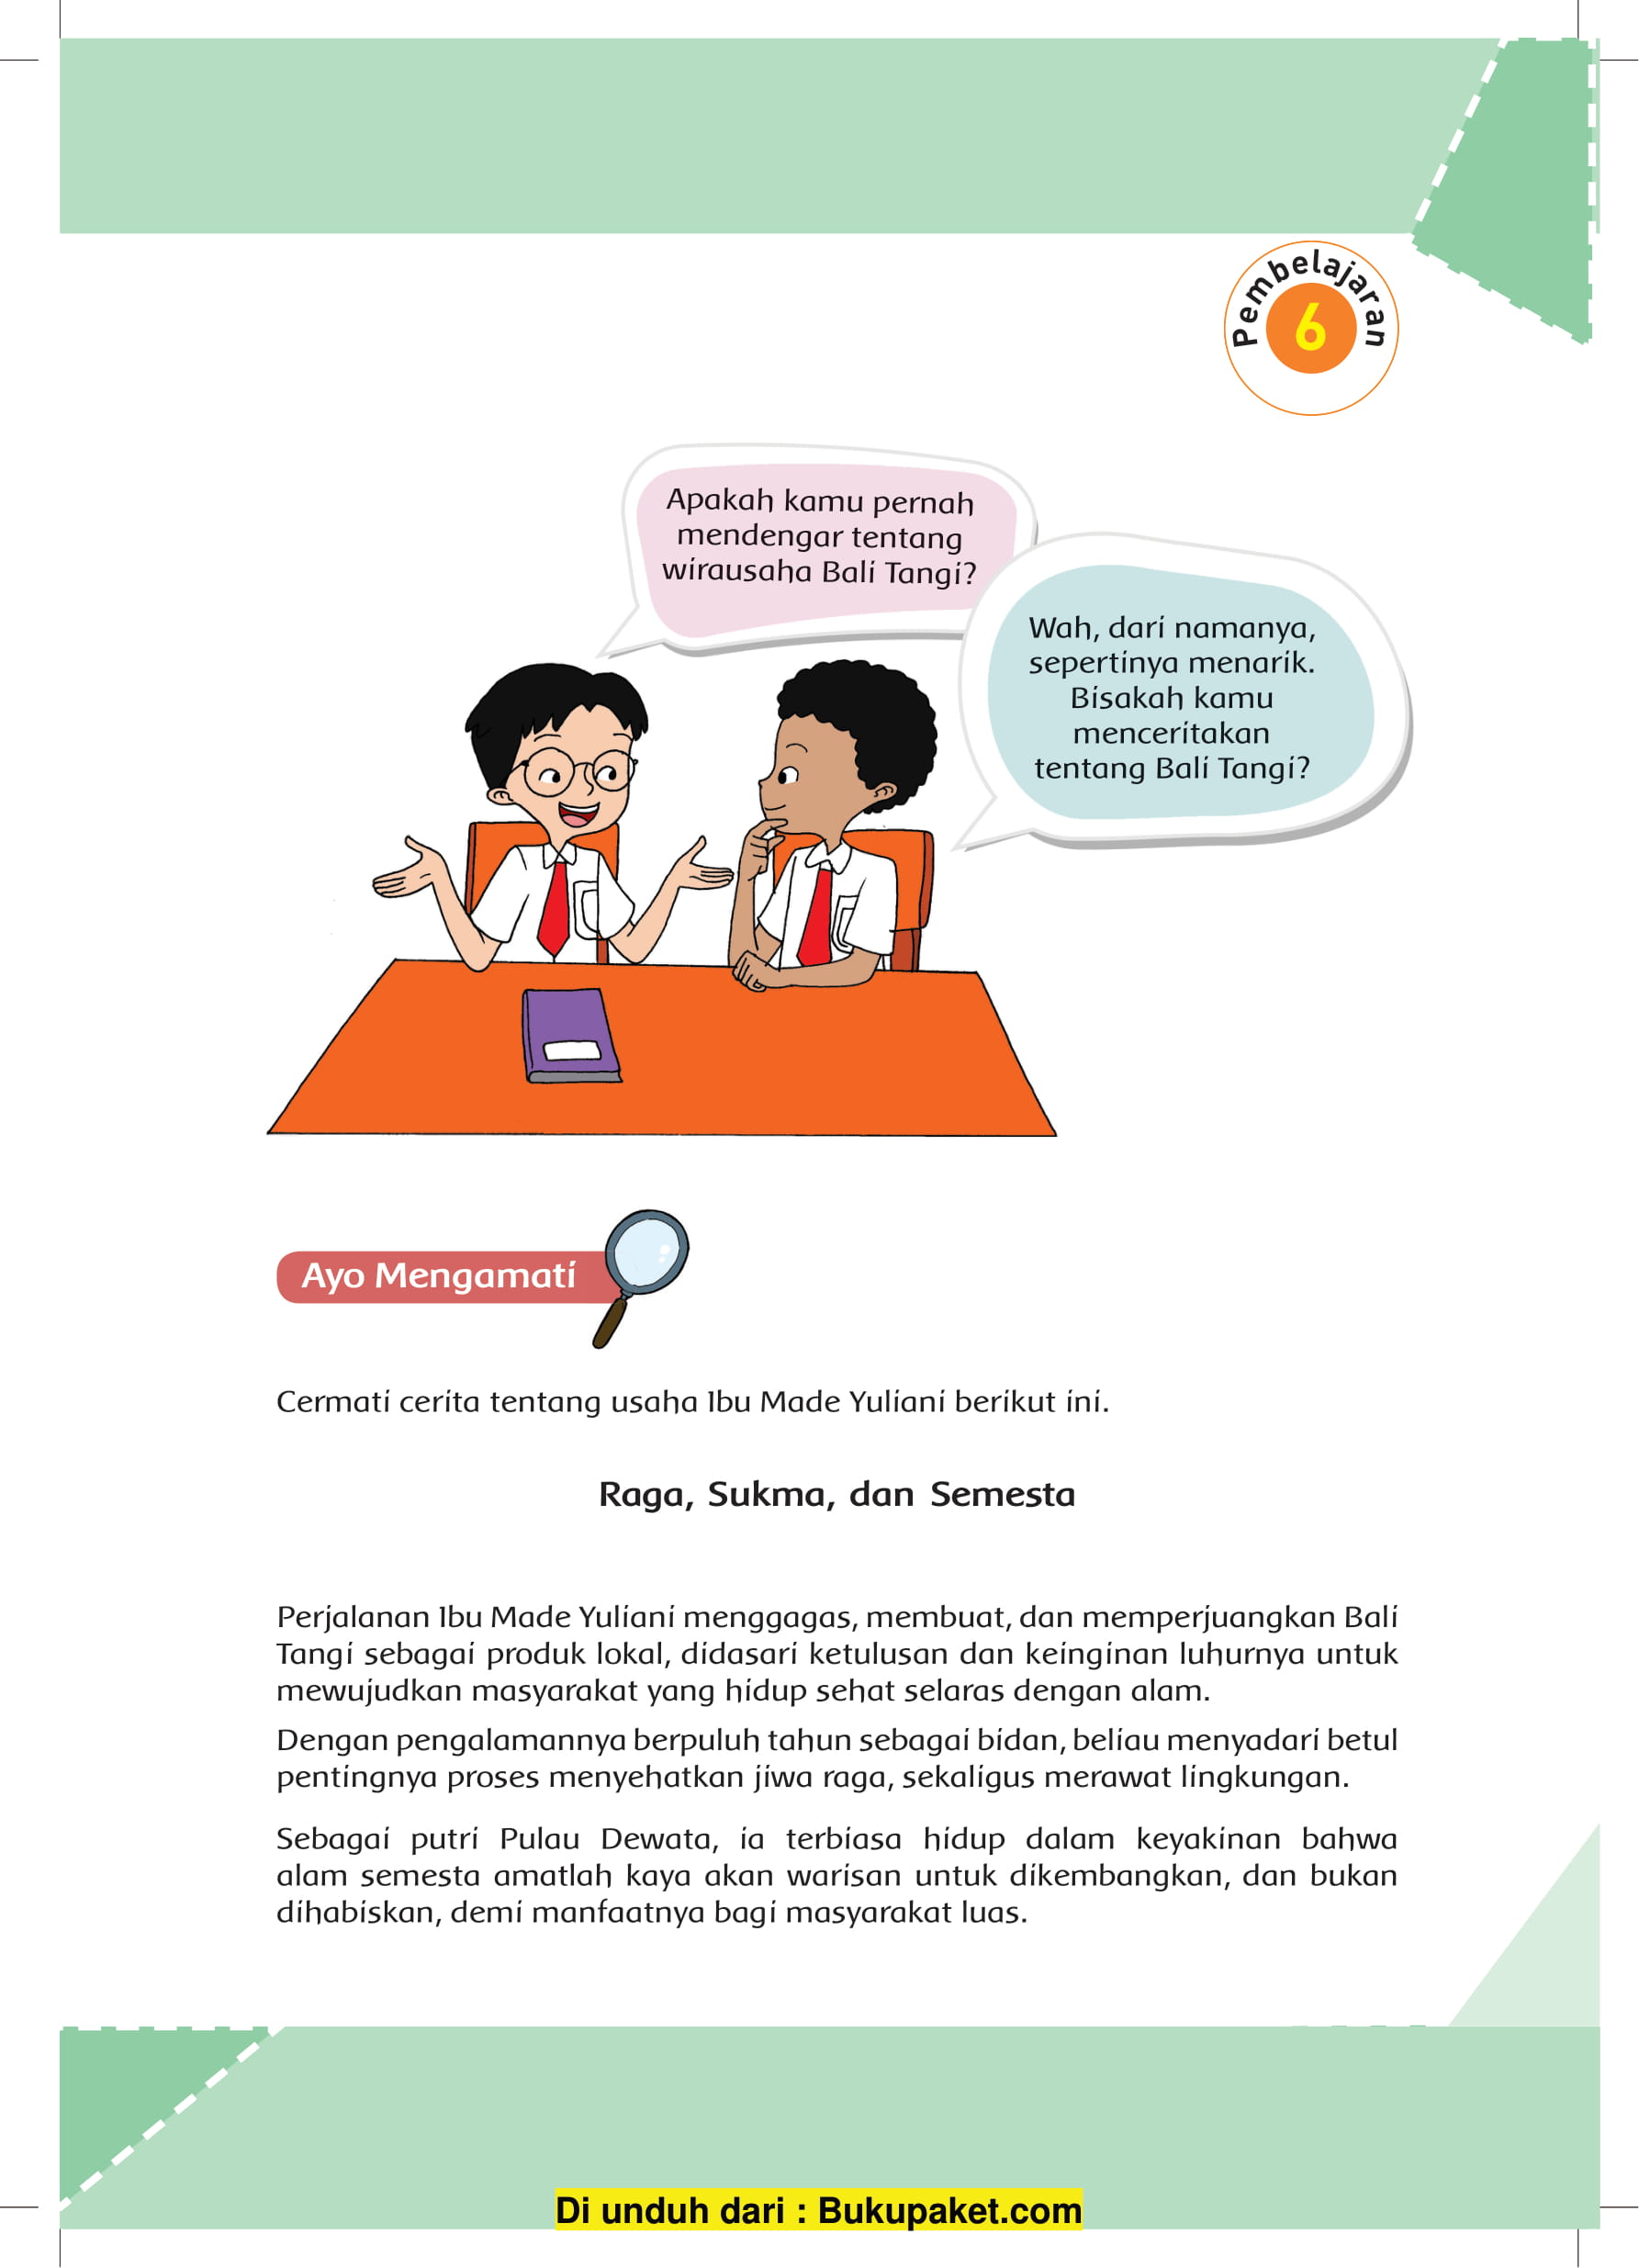 Pembelajaran
6
Apakah kamu pernah
mendengar tentang
wirausaha Bali Tangi?
Wah, dari namanya,
sepertinya menarik.
Bisakah kamu
menceritakan
tentang Bali Tangi?
Ayo Mengamati
Cermati cerita tentang usaha Ibu Made Yuliani berikut ini.
Raga, Sukma, dan Semesta
Perjalanan Ibu Made Yuliani menggagas, membuat, dan memperjuangkan Bali
Tangi sebagai produk lokal, didasari ketulusan dan keinginan luhurnya untuk
mewujudkan masyarakat yang hidup sehat selaras dengan alam.
Dengan pengalamannya berpuluh tahun sebagai bidan, beliau menyadari betul
pentingnya proses menyehatkan jiwa raga, sekaligus merawat lingkungan.
Sebagai putri Pulau Dewata, ia terbiasa hidup dalam keyakinan bahwa
alam semesta amatlah kaya akan warisan untuk dikembangkan, dan bukan
dihabiskan, demi manfaatnya bagi masyarakat luas.
Di unduh dari : Bukupaket.com